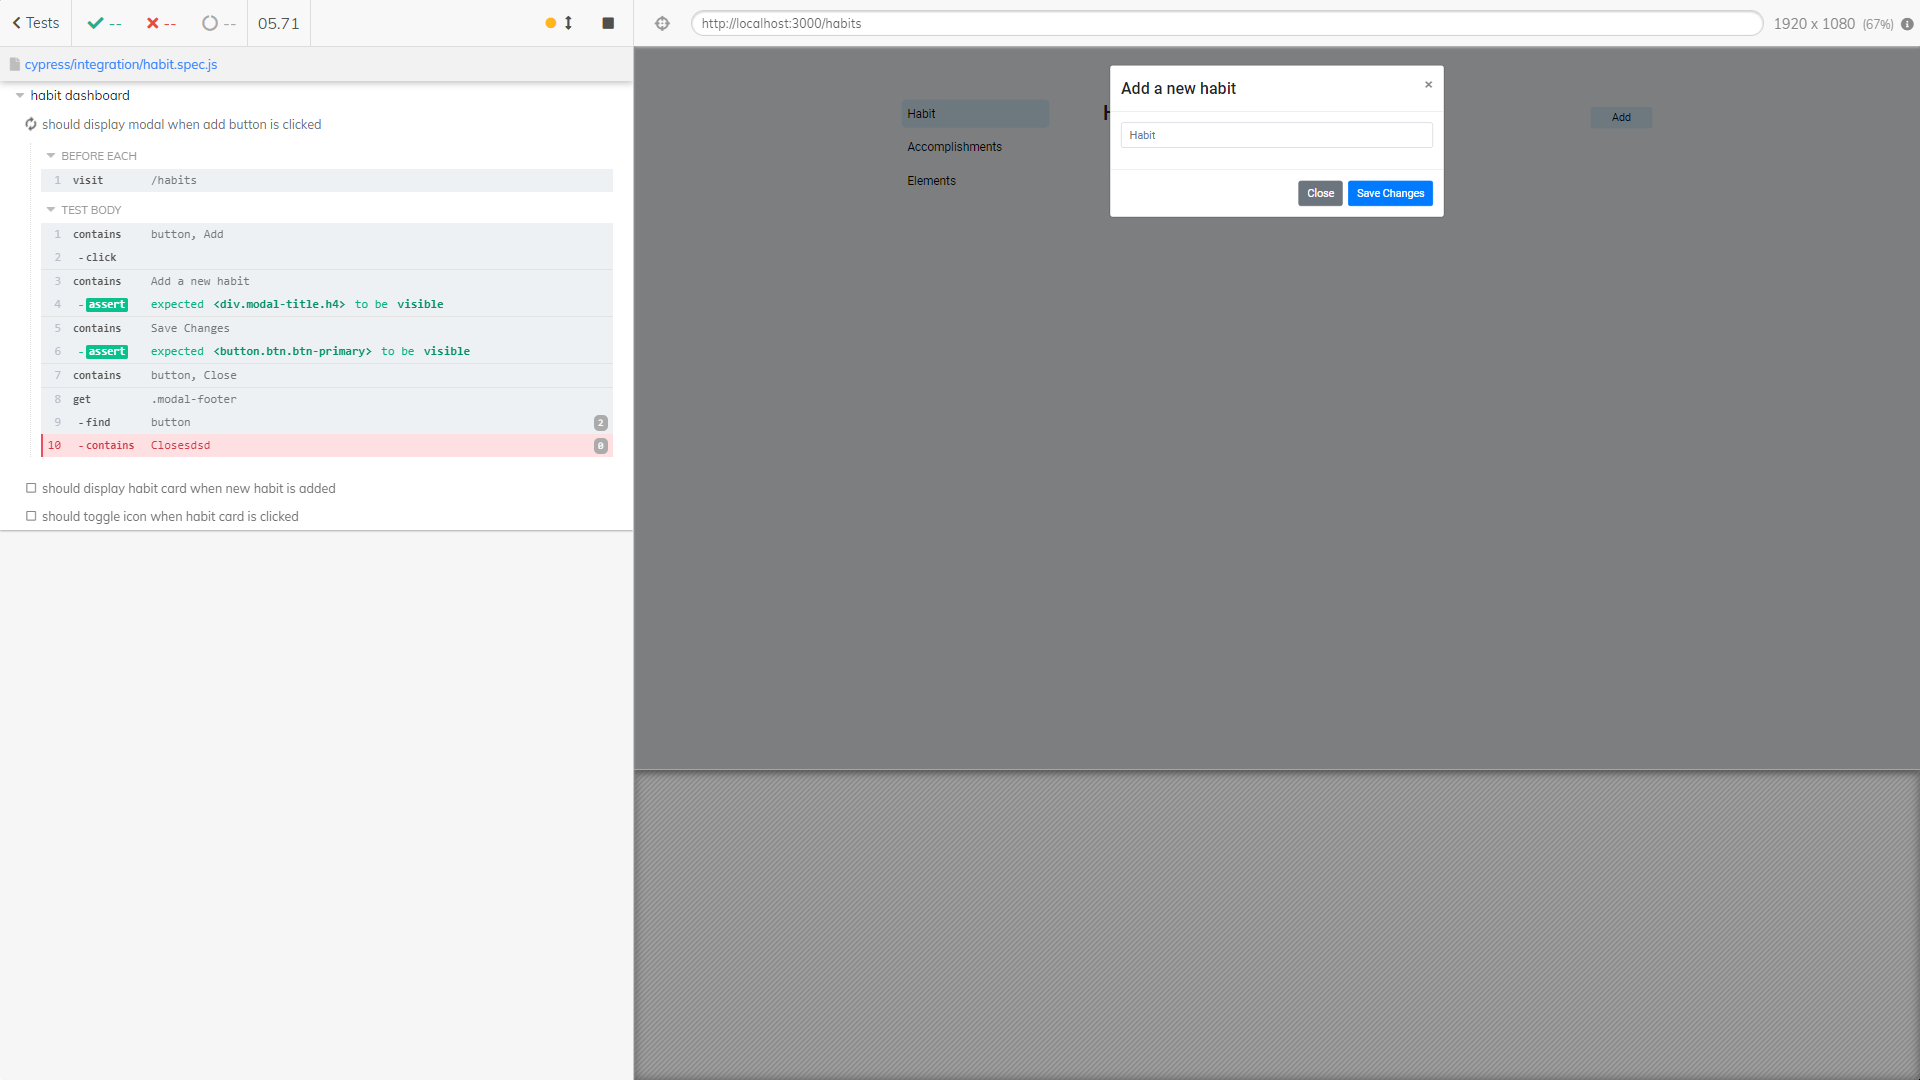 Tests -- -- -- 05.71
cypress/integration/habit.spec.js
habit dashboard
should display modal when add button is clicked
BEFORE EACH
1 visit /habits
TEST BODY
1 contains button, Add
2 -click
3 contains Add a new habit
4 -assert expected <div.modal-title.h4> to be visible
5 contains Save Changes
6 -assert expected <button.btn.btn-primary> to be visible
7 contains button, Close
8 get .modal-footer
9 -find button 2
10 -contains Closesdsd 0
should display habit card when new habit is added
should toggle icon when habit card is clicked
http://localhost:3000/habits 1920 x 1080 (67%)
Habit
Accomplishments
Elements
H
Add
Add a new habit ×
Habit
Close Save Changes